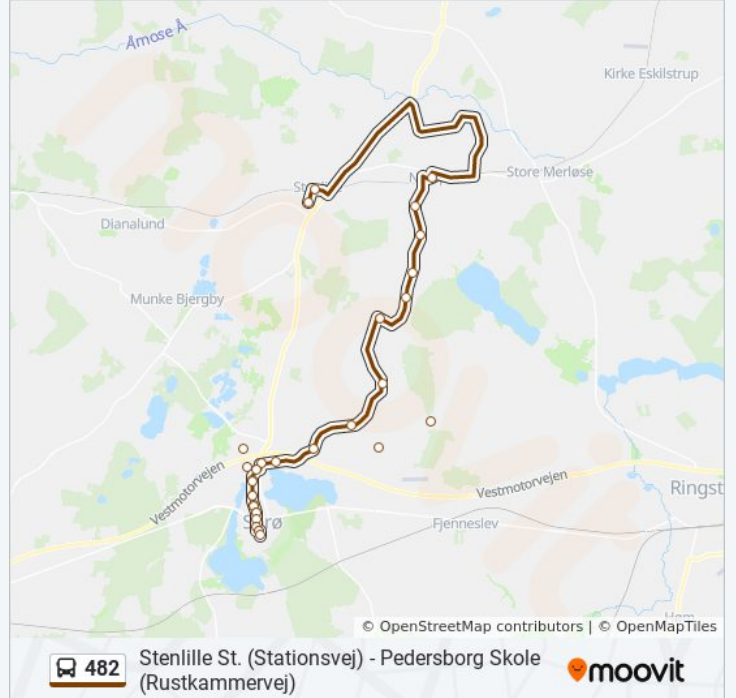 Åmose Å
Kirke Eskilstrup
Store Merløse
Dianalund
Munke Bjergby
Vestmotorvejen
Vestmotorvejen
Ringst
Fjenneslev
© OpenStreetMap contributors | © OpenMapTiles
482
Stenlille St. (Stationsvej) - Pedersborg Skole
(Rustkammervej)
moovit